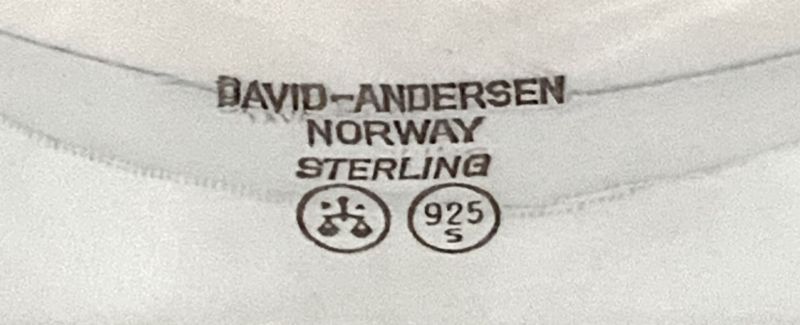 DAVID-ANDERSEN
NORWAY
STERLING
925
S